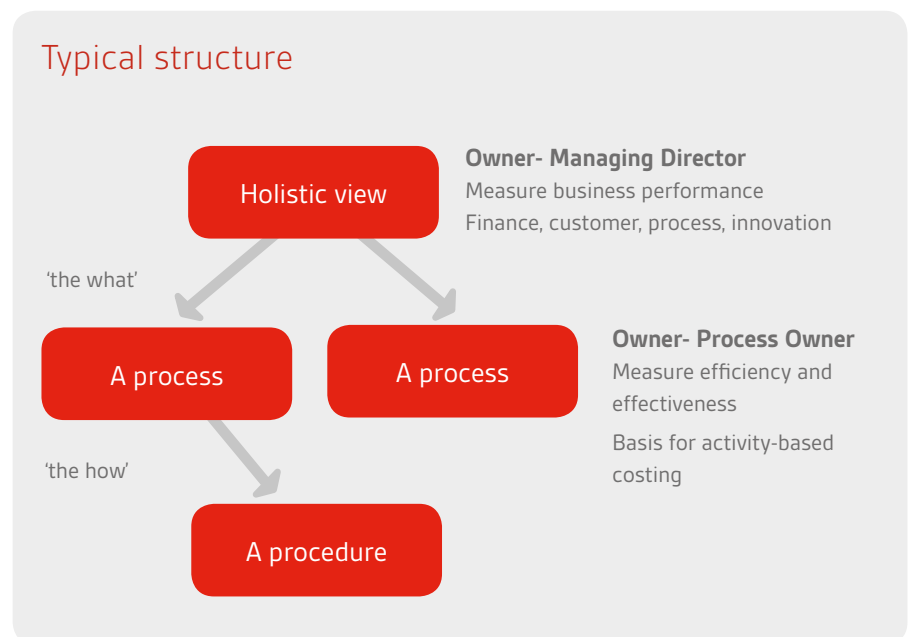 Typical structure
Holistic view
Owner- Managing Director
Measure business performance
Finance, customer, process, innovation
‘the what’
A process
A process
Owner- Process Owner
Measure efficiency and
effectiveness
Basis for activity-based
costing
‘the how’
A procedure